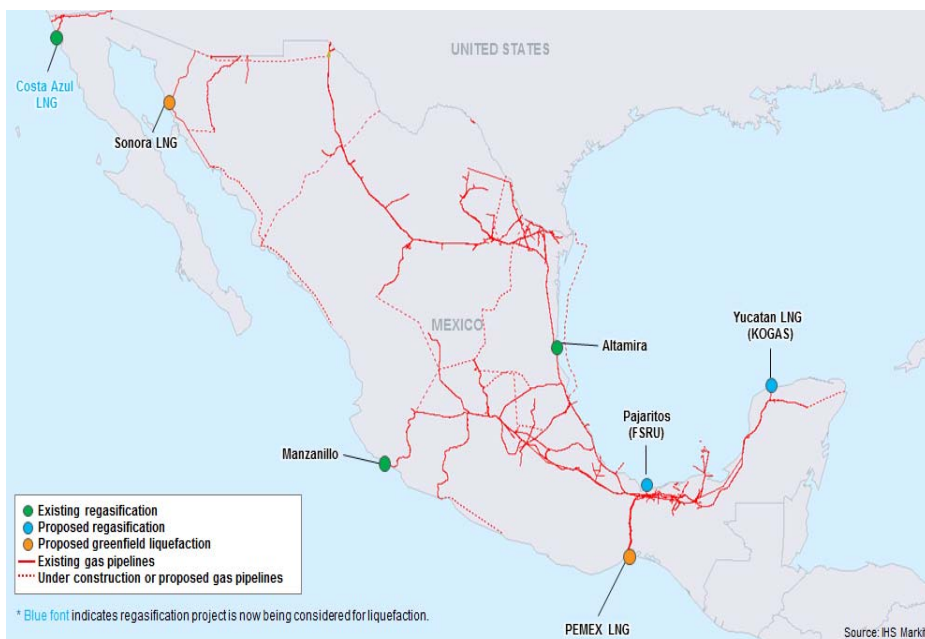 UNITED STATES
Costa Azul
LNG
Sonora LNG
MEXICO
Altamira
Yucatan LNG
(KOGAS)
Pajaritos
(FSRU)
Manzanillo
Existing regasification
Proposed regasification
Proposed greenfield liquefaction
Existing gas pipelines
Under construction or proposed gas pipelines
* Blue font indicates regasification project is now being considered for liquefaction.
PEMEX LNG
Source: IHS Markit